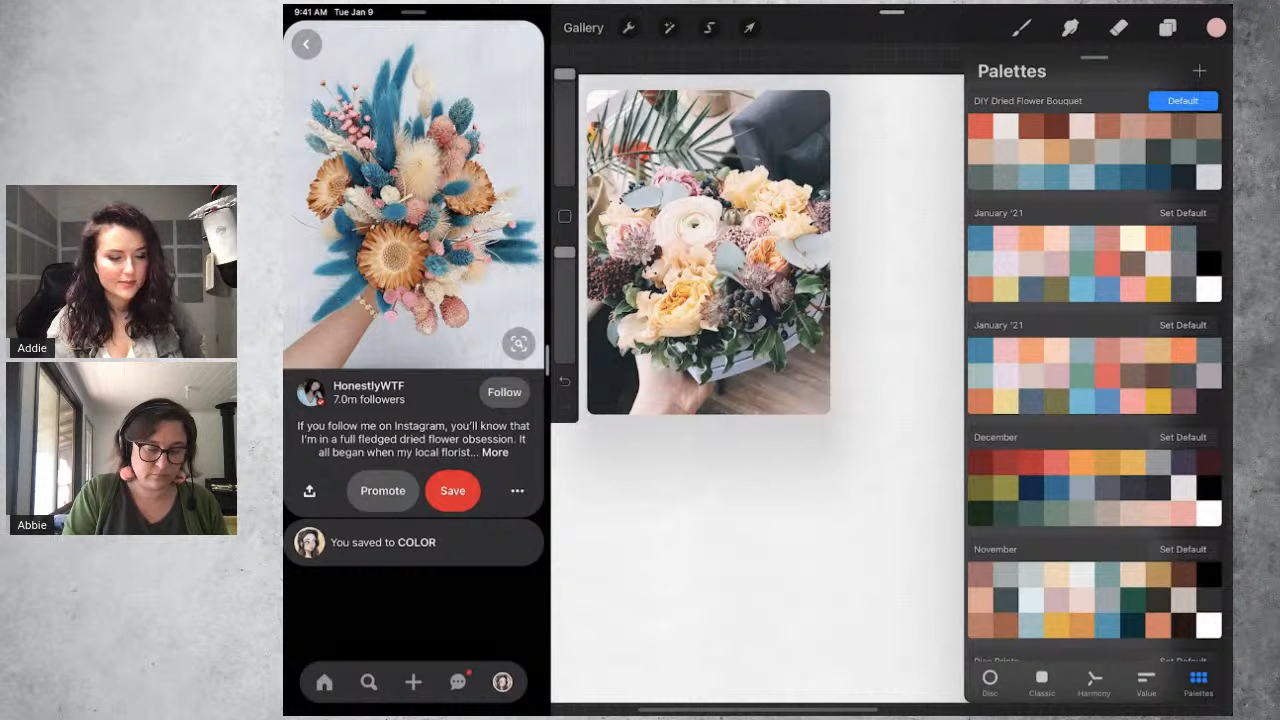 9:41 AM Tue Jan 9
Gallery
Palettes
DIY Dried Flower Bouquet
Default
January '21
Set Default
January '21
Set Default
December
Set Default
November
Set Default
Addie
Abbie
HonestlyWTF
7.0m followers
Follow
If you follow me on Instagram, you'll know that
I'm in a full fledged dried flower obsession. It
all began when my local florist... More
Promote
Save
You saved to COLOR
Disc
Classic
Harmony
Value
Palettes